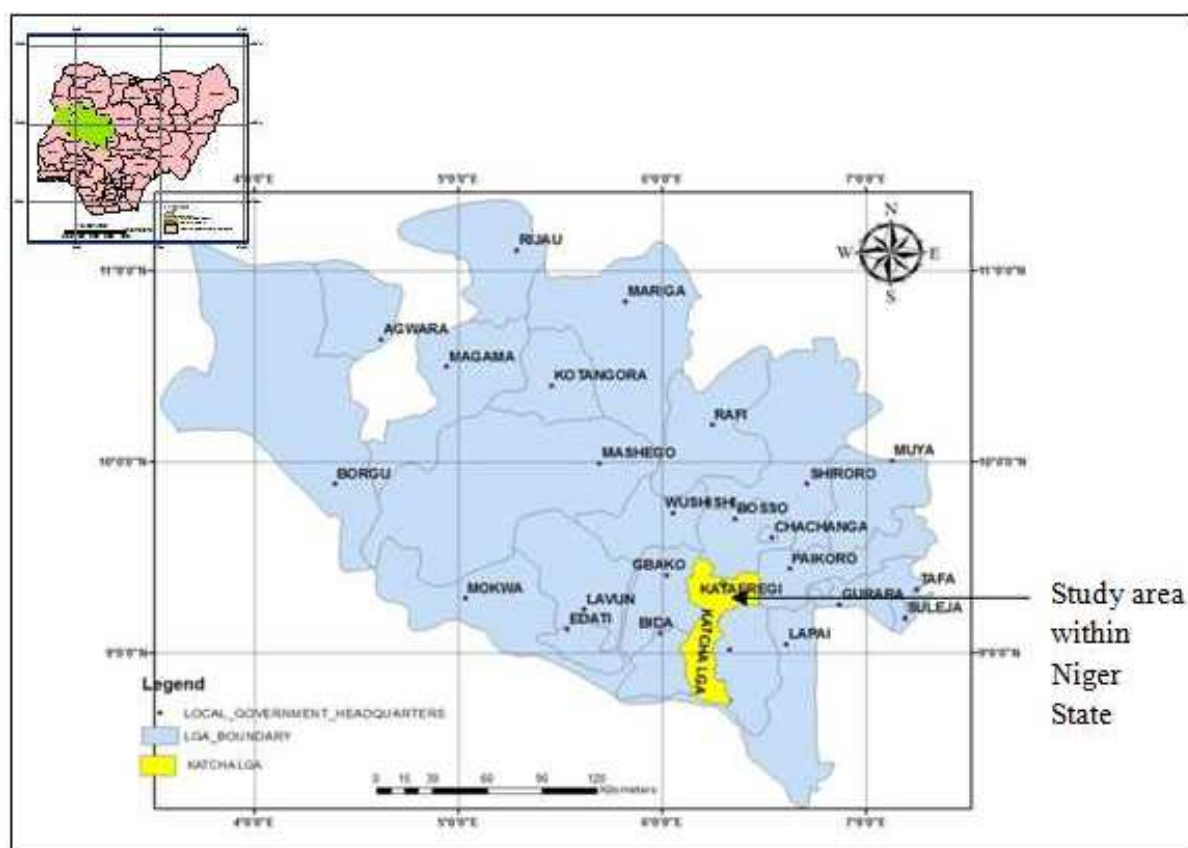 4°0'0"E 5°0'0"E 6°0'0"E 7°0'0"E
N
W E
S
11°0'0"N 11°0'0"N
RIJAU
MARIGA
AGWARA
MAGAMA
KOTANGORA
RAFI
10°0'0"N 10°0'0"N
MASHEGO
MUYA
BORGU
SHIRORO
WUSHISHI
BOSSO
CHACHANGA
GBAKO
PAIKORO
KATAEREGI
TAFA
MOKWA
LAVUN
GURARA
SULEJA
EDATI
BIDA
KATCHA LGA
LAPAI
9°0'0"N 9°0'0"N
Study area
within
Niger
State
Legend
LOCAL_GOVERNMENT_HEADQUARTERS
LGA_BOUNDARY
KATCHALGA
0 15 30 60 90 120
Kilometers
4°0'0"E 5°0'0"E 6°0'0"E 7°0'0"E